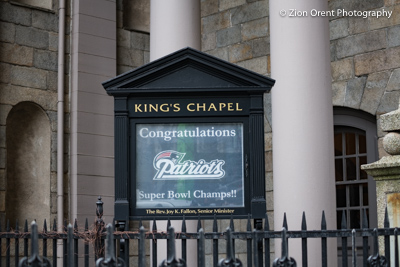 © Zion Orent Photography
KING'S CHAPEL
Congratulations
Patriots
Super Bowl Champs!!
The Rev. Joy K. Fallon, Senior Minister